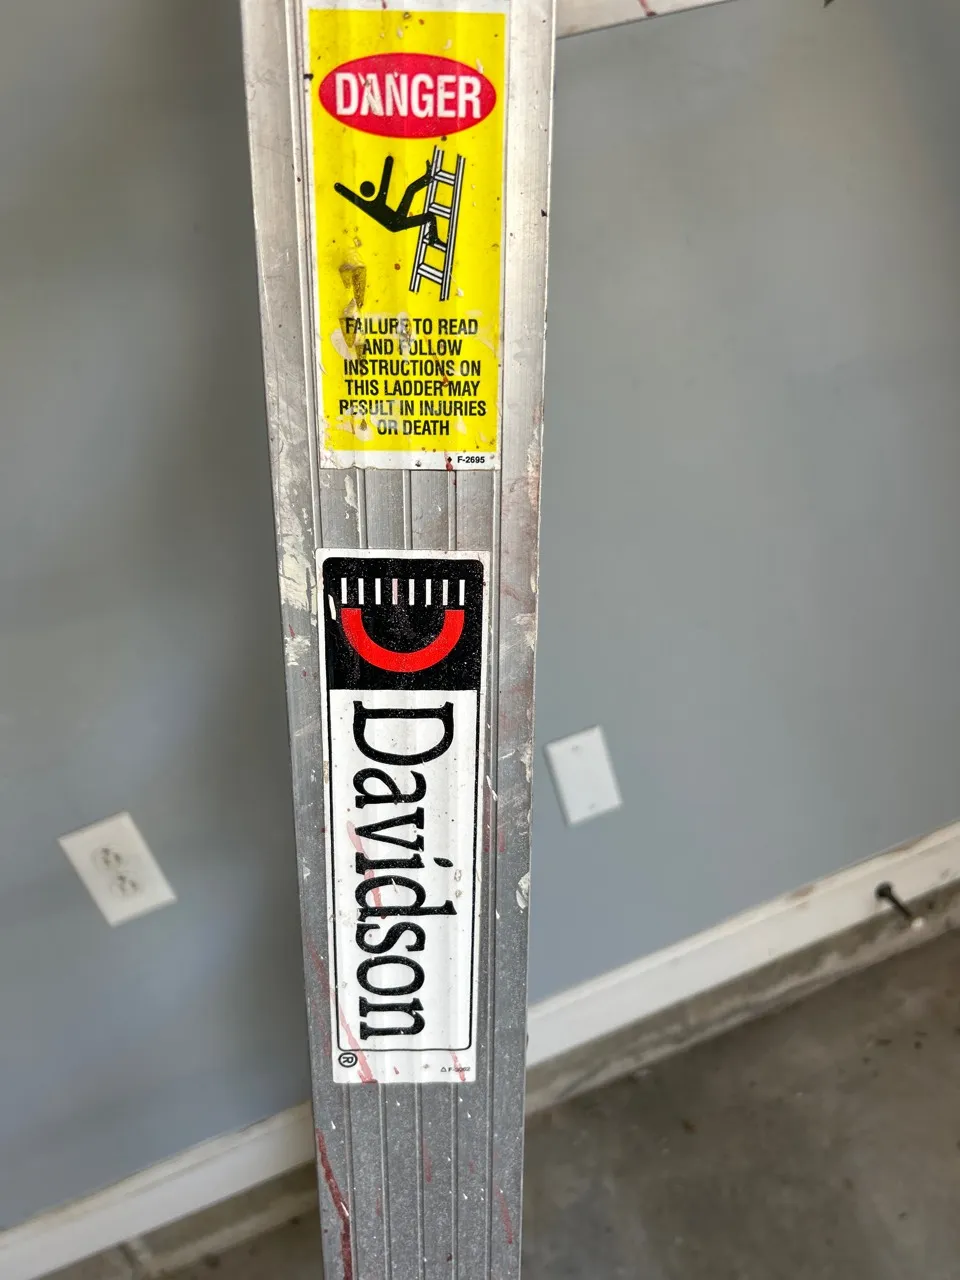 DANGER
FAILURE TO READ
AND FOLLOW
INSTRUCTIONS ON
THIS LADDER MAY
RESULT IN INJURIES
OR DEATH
F-2695
Davidson
®